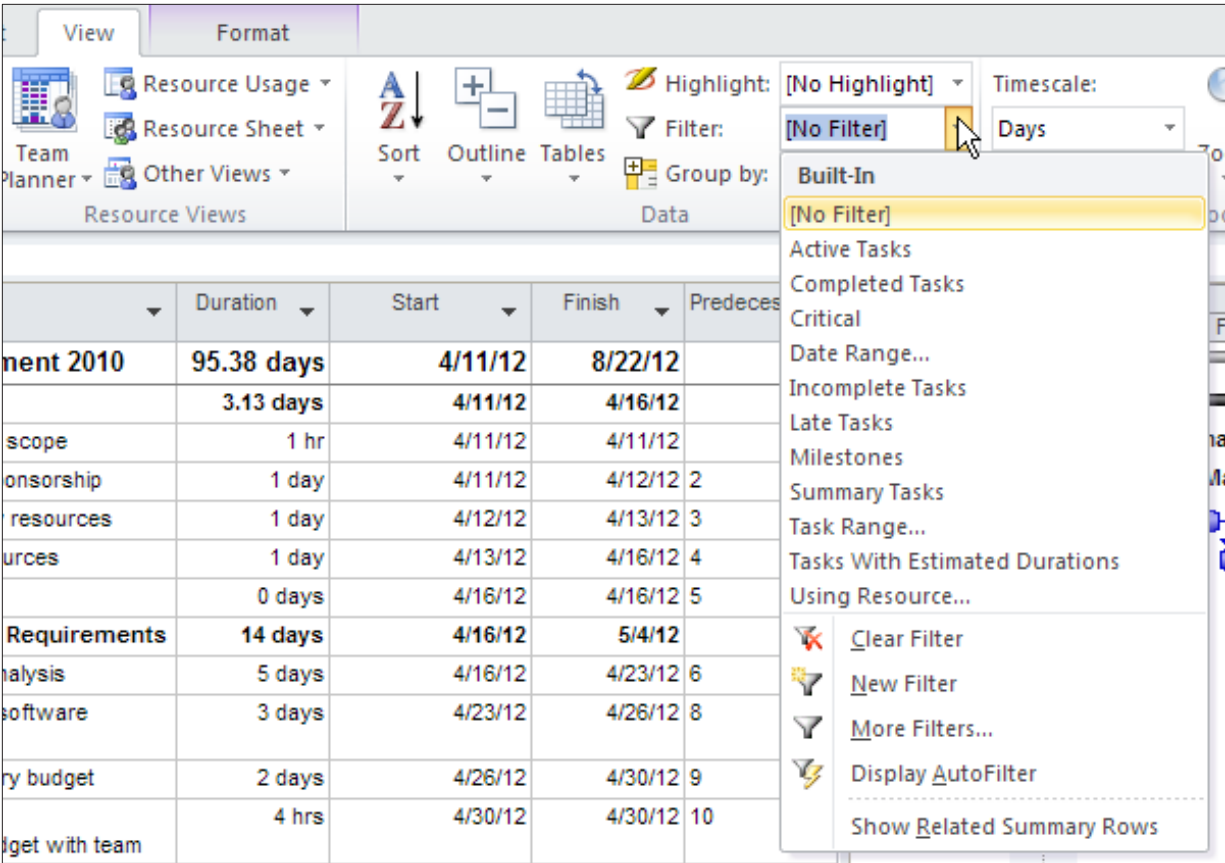 View Format
Resource Usage
Resource Sheet
Other Views
Team
Planner
Resource Views
Sort Outline Tables
Highlight: [No Highlight]
Filter: [No Filter]
Group by:
Data
Timescale:
Days
Built-In
[No Filter]
Active Tasks
Completed Tasks
Critical
Date Range...
Incomplete Tasks
Late Tasks
Milestones
Summary Tasks
Task Range...
Tasks With Estimated Durations
Using Resource...
Clear Filter
New Filter
More Filters...
Display AutoFilter
Show Related Summary Rows
Duration Start Finish Predeces
ment 2010 95.38 days 4/11/12 8/22/12
3.13 days 4/11/12 4/16/12
scope 1 hr 4/11/12 4/11/12
onsorship 1 day 4/11/12 4/12/12 2
resources 1 day 4/12/12 4/13/12 3
urces 1 day 4/13/12 4/16/12 4
0 days 4/16/12 4/16/12 5
Requirements 14 days 4/16/12 5/4/12
nalysis 5 days 4/16/12 4/23/12 6
software 3 days 4/23/12 4/26/12 8
ry budget 2 days 4/26/12 4/30/12 9
4 hrs 4/30/12 4/30/12 10
dget with team